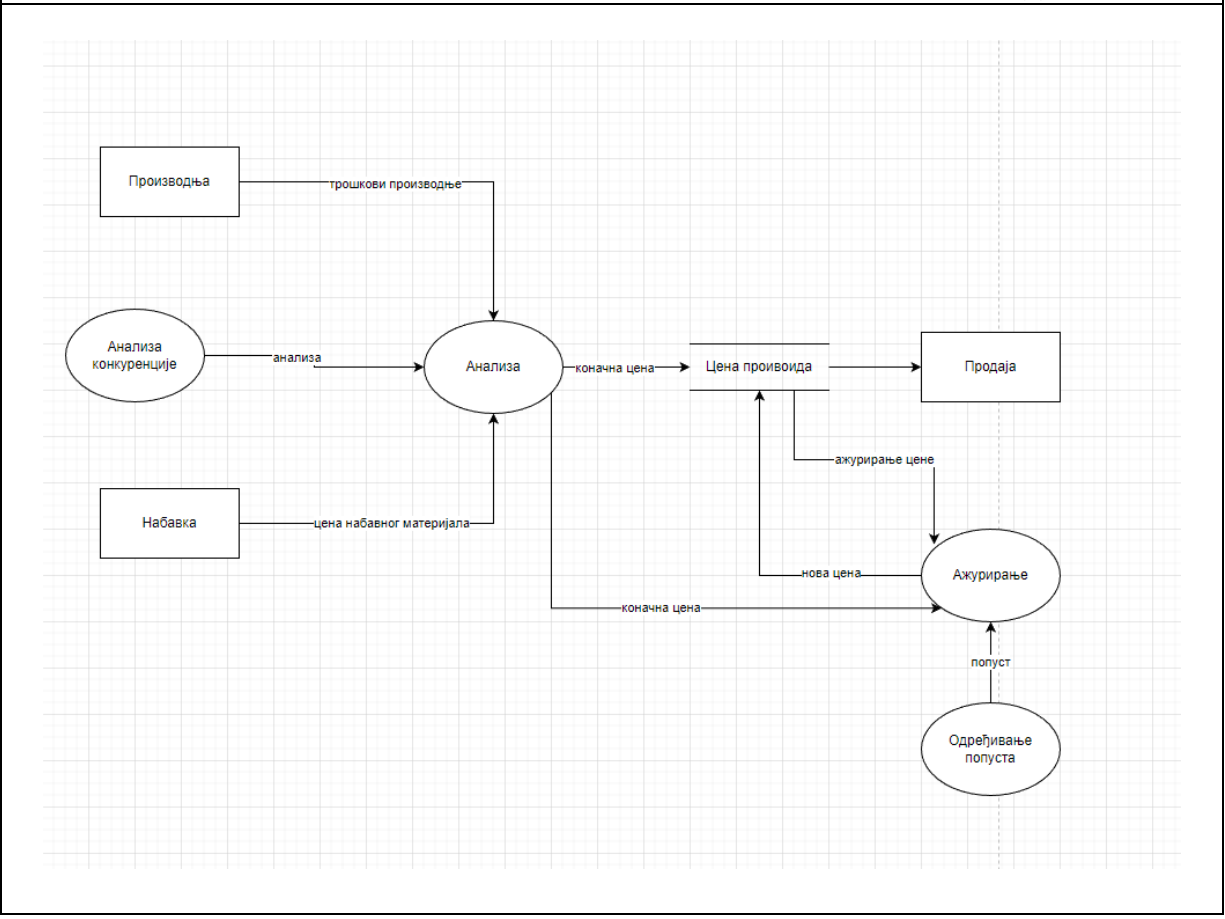 Производња
трошкови производње
Анализа
конкуренције
анализа
Анализа
коначна цена
Цена проивоида
Продаја
ажурирање цене
Набавка
цена набавног материјала
нова цена
Ажурирање
коначна цена
попуст
Одређивање
попуста